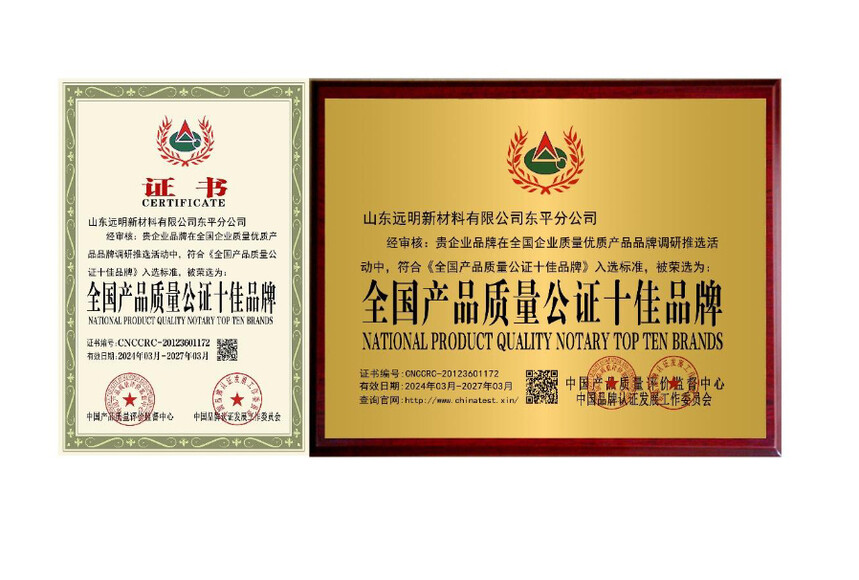 证书
CERTIFICATE
山东远明新材料有限公司东平分公司
经审核：贵企业品牌在全国企业质量优质产
品品牌调研推选活动中，符合《全国产品质量公
证十佳品牌》入选标准，被荣选为：
全国产品质量公证十佳品牌
NATIONAL PRODUCT QUALITY NOTARY TOP TEN BRANDS
证书编号:CNCCRC-20123601172
有效日期:2024年03月-2027年03月
中国产品质量评价监督中心
中国品牌认证发展工作委员会
山东远明新材料有限公司东平分公司
经审核：贵企业品牌在全国企业质量优质产品品牌调研推选活
动中，符合《全国产品质量公证十佳品牌》入选标准，被荣选为：
全国产品质量公证十佳品牌
NATIONAL PRODUCT QUALITY NOTARY TOP TEN BRANDS
证书编号:CNCCRC-20123601172
有效日期:2024年03月-2027年03月
查询官网:http://www.chinatest.xin/
中国产品质量评价监督中心
中国品牌认证发展工作委员会